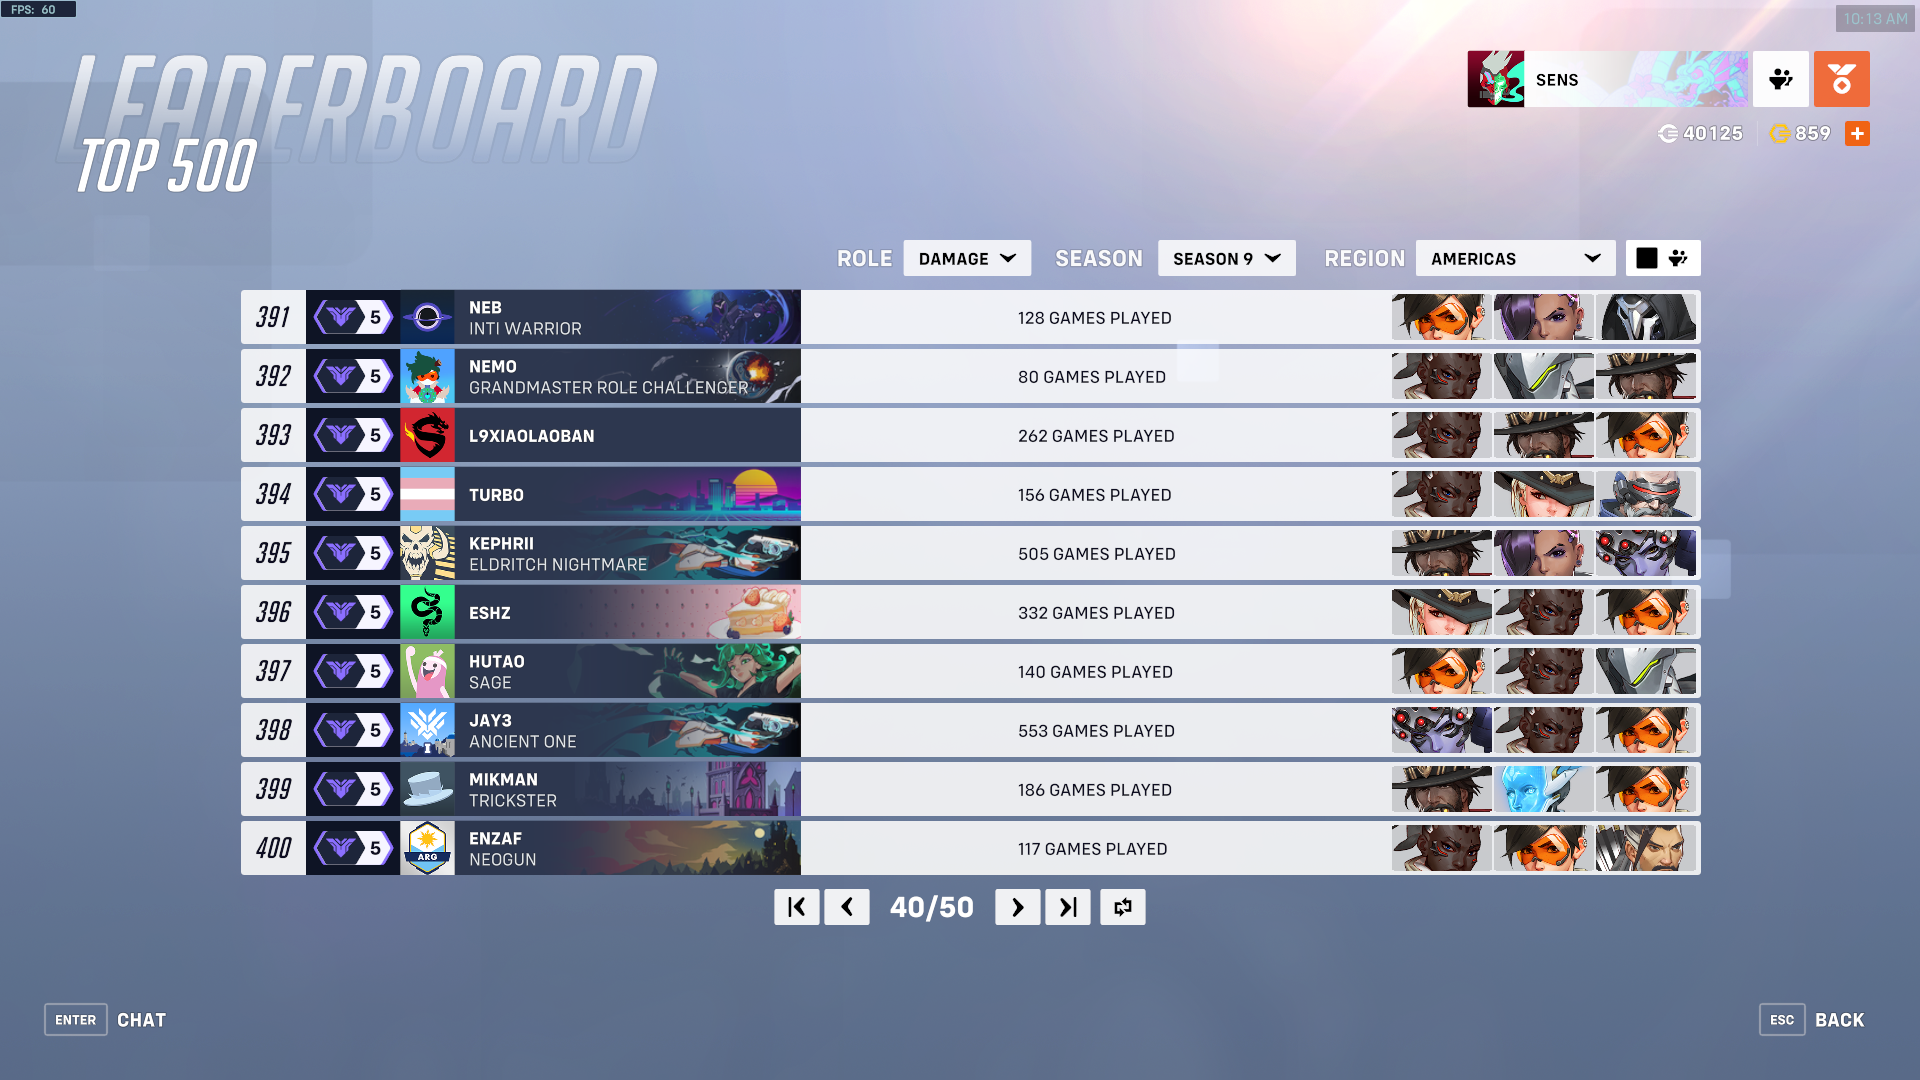 FPS: 60
10:13 AM
LEADERBOARD
TOP 500
SENS
40125
859
ROLE DAMAGE SEASON SEASON 9 REGION AMERICAS
391 5 NEB 128 GAMES PLAYED
INTI WARRIOR
392 5 NEMO 80 GAMES PLAYED
GRANDMASTER ROLE CHALLENGER
393 5 L9XIAOLAOBAN 262 GAMES PLAYED
394 5 TURBO 156 GAMES PLAYED
395 5 KEPHRII 505 GAMES PLAYED
ELDRITCH NIGHTMARE
396 5 ESHZ 332 GAMES PLAYED
397 5 HUTAO 140 GAMES PLAYED
SAGE
398 5 I JAY3 553 GAMES PLAYED
ANCIENT ONE
399 5 MIKMAN 186 GAMES PLAYED
TRICKSTER
400 5 ARG ENZAF 117 GAMES PLAYED
NEOGUN
40/50
ENTER CHAT
ESC BACK